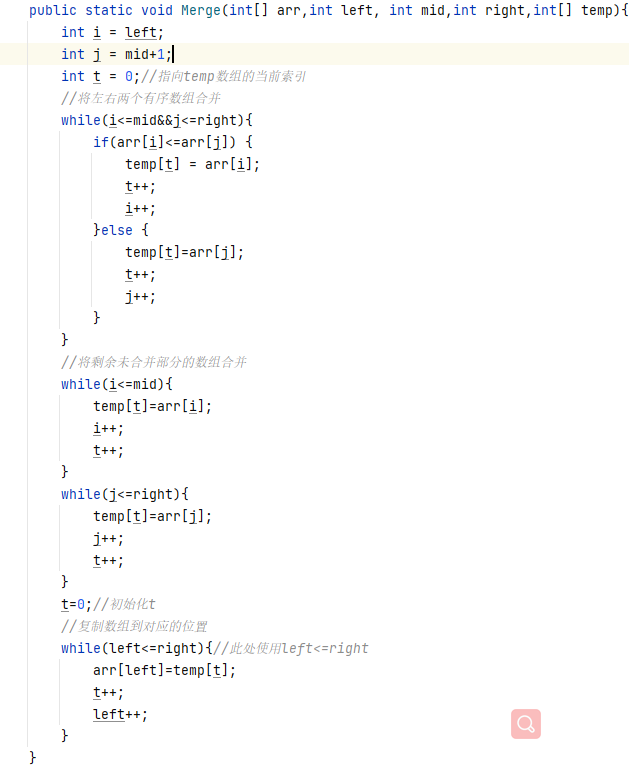 public static void Merge(int[] arr,int left, int mid,int right,int[] temp){
int i = left;
int j = mid+1;
int t = 0;//指向temp数组的当前索引
//将左右两个有序数组合并
while(i<=mid&&j<=right){
if(arr[i]<=arr[j]) {
temp[t] = arr[i];
t++;
i++;
}else {
temp[t]=arr[j];
t++;
j++;
}
}
//将剩余未合并部分的数组合并
while(i<=mid){
temp[t]=arr[i];
i++;
t++;
}
while(j<=right){
temp[t]=arr[j];
j++;
t++;
}
t=0;//初始化t
//复制数组到对应的位置
while(left<=right){//此处使用left<=right
arr[left]=temp[t];
t++;
left++;
}
}